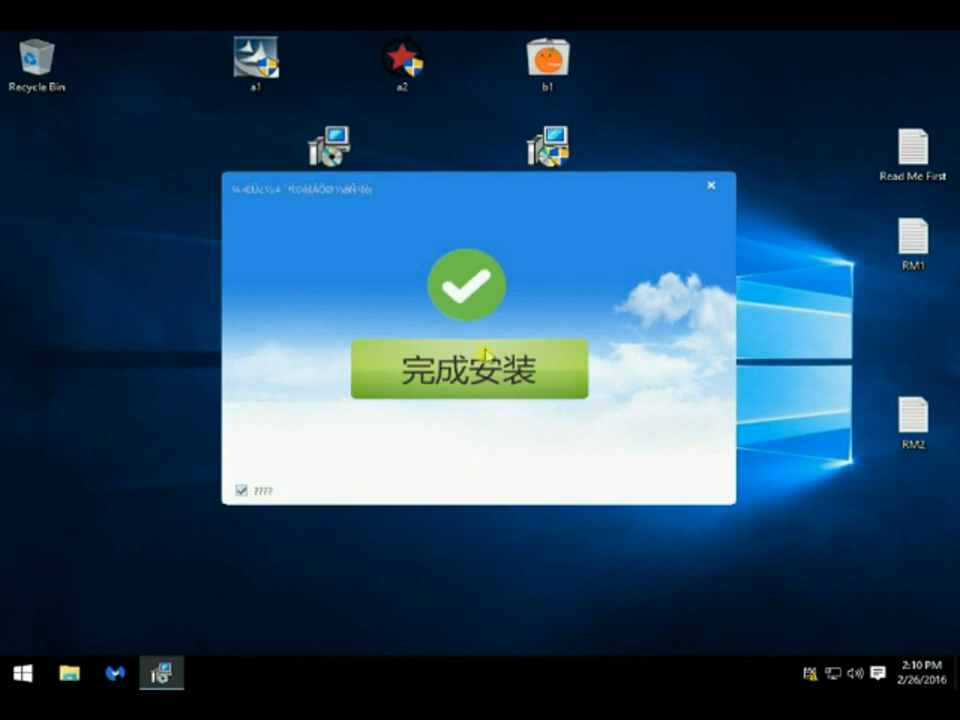 Recycle Bin
a1
a2
b1
Read Me First
RM1
完成安装
RM2
????
2:10 PM
2/26/2016